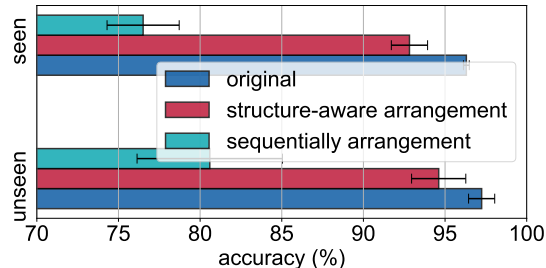 seen
original
structure-aware arrangement
sequentially arrangement
unseen
70 75 80 85 90 95 100
accuracy (%)